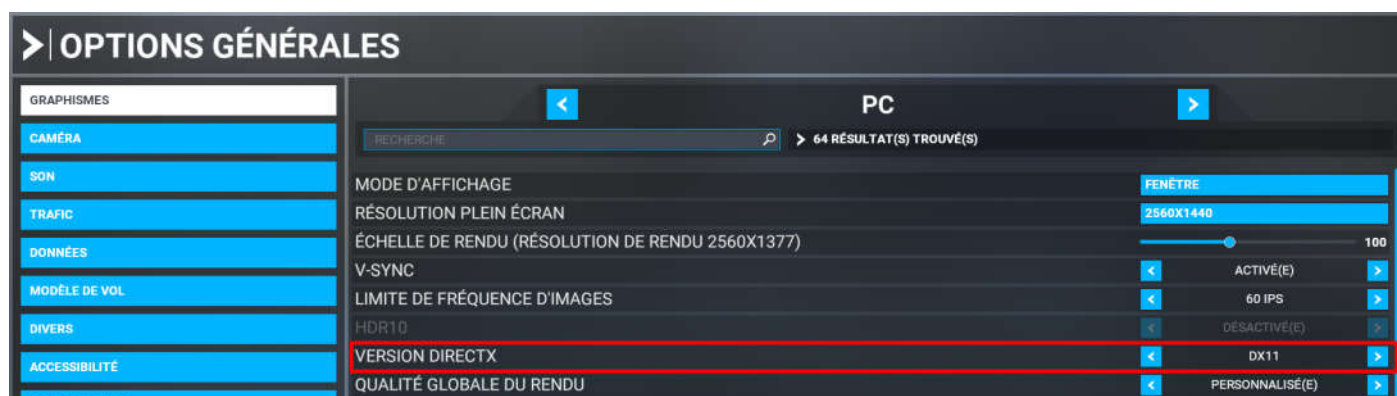 OPTIONS GÉNÉRALES
GRAPHISMES
CAMÉRA
SON
TRAFIC
DONNÉES
MODÈLE DE VOL
DIVERS
ACCESSIBILITÉ
PC
RECHERCHE
64 RÉSULTAT(S) TROUVÉ(S)
MODE D'AFFICHAGE FENÊTRE
RÉSOLUTION PLEIN ÉCRAN 2560X1440
ÉCHELLE DE RENDU (RÉSOLUTION DE RENDU 2560X1377) 100
V-SYNC ACTIVÉ(E)
LIMITE DE FRÉQUENCE D'IMAGES 60 IPS
HDR10 DÉSACTIVÉ(E)
VERSION DIRECTX DX11
QUALITÉ GLOBALE DU RENDU PERSONNALISÉ(E)